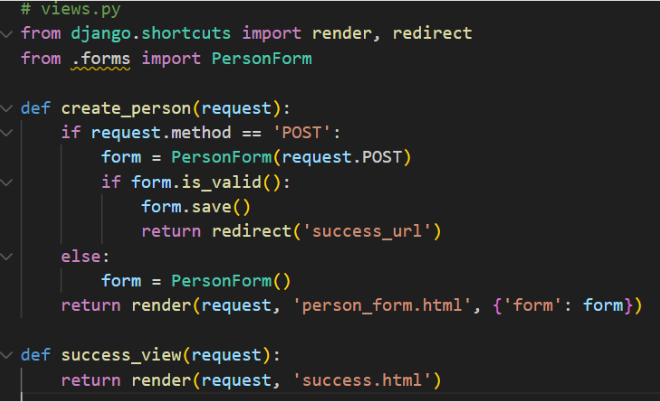 # views.py
from django.shortcuts import render, redirect
from .forms import PersonForm

def create_person(request):
    if request.method == 'POST':
        form = PersonForm(request.POST)
        if form.is_valid():
            form.save()
            return redirect('success_url')
    else:
        form = PersonForm()
    return render(request, 'person_form.html', {'form': form})

def success_view(request):
    return render(request, 'success.html')